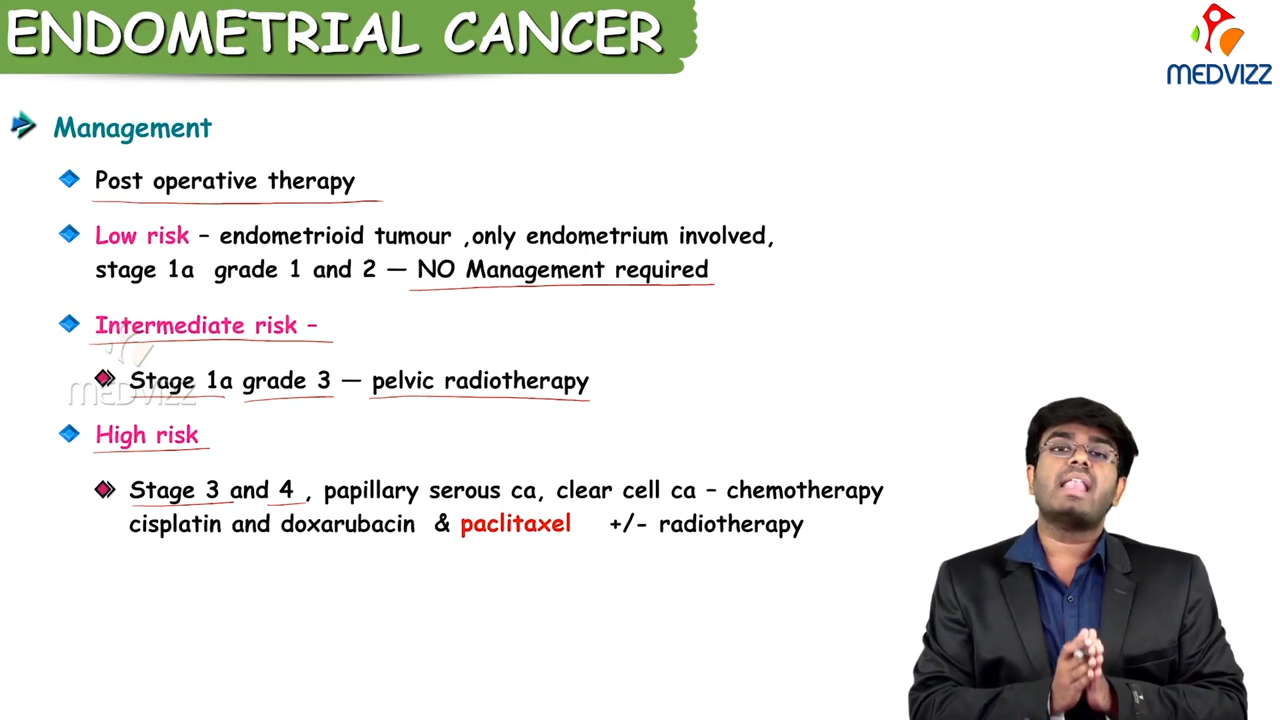 ENDOMETRIAL CANCER
MEDVIZZ
Management
Post operative therapy
Low risk – endometrioid tumour ,only endometrium involved,
stage 1a grade 1 and 2 — NO Management required
Intermediate risk –
Stage 1a grade 3 — pelvic radiotherapy
MEDVIZZ
High risk
Stage 3 and 4 , papillary serous ca, clear cell ca – chemotherapy
cisplatin and doxarubacin & paclitaxel +/- radiotherapy